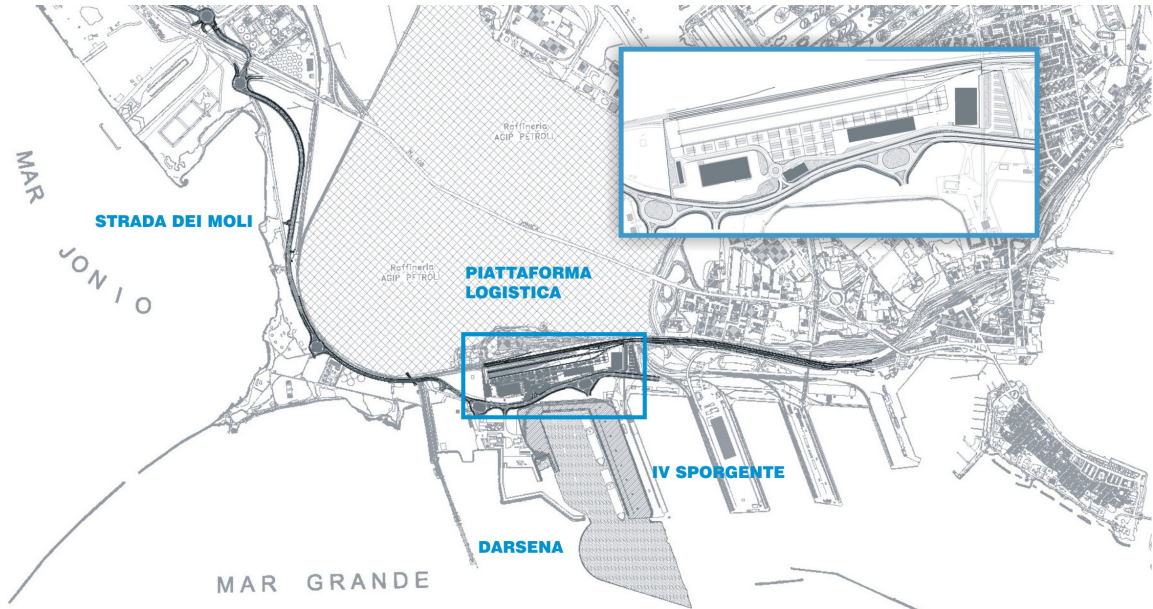 Raffineria
AGIP PETROLI
MAR
JONIO
STRADA DEI MOLI
Raffineria
AGIP PETROLI
PIATTAFORMA
LOGISTICA
IV SPORGENTE
DARSENA
MAR GRANDE